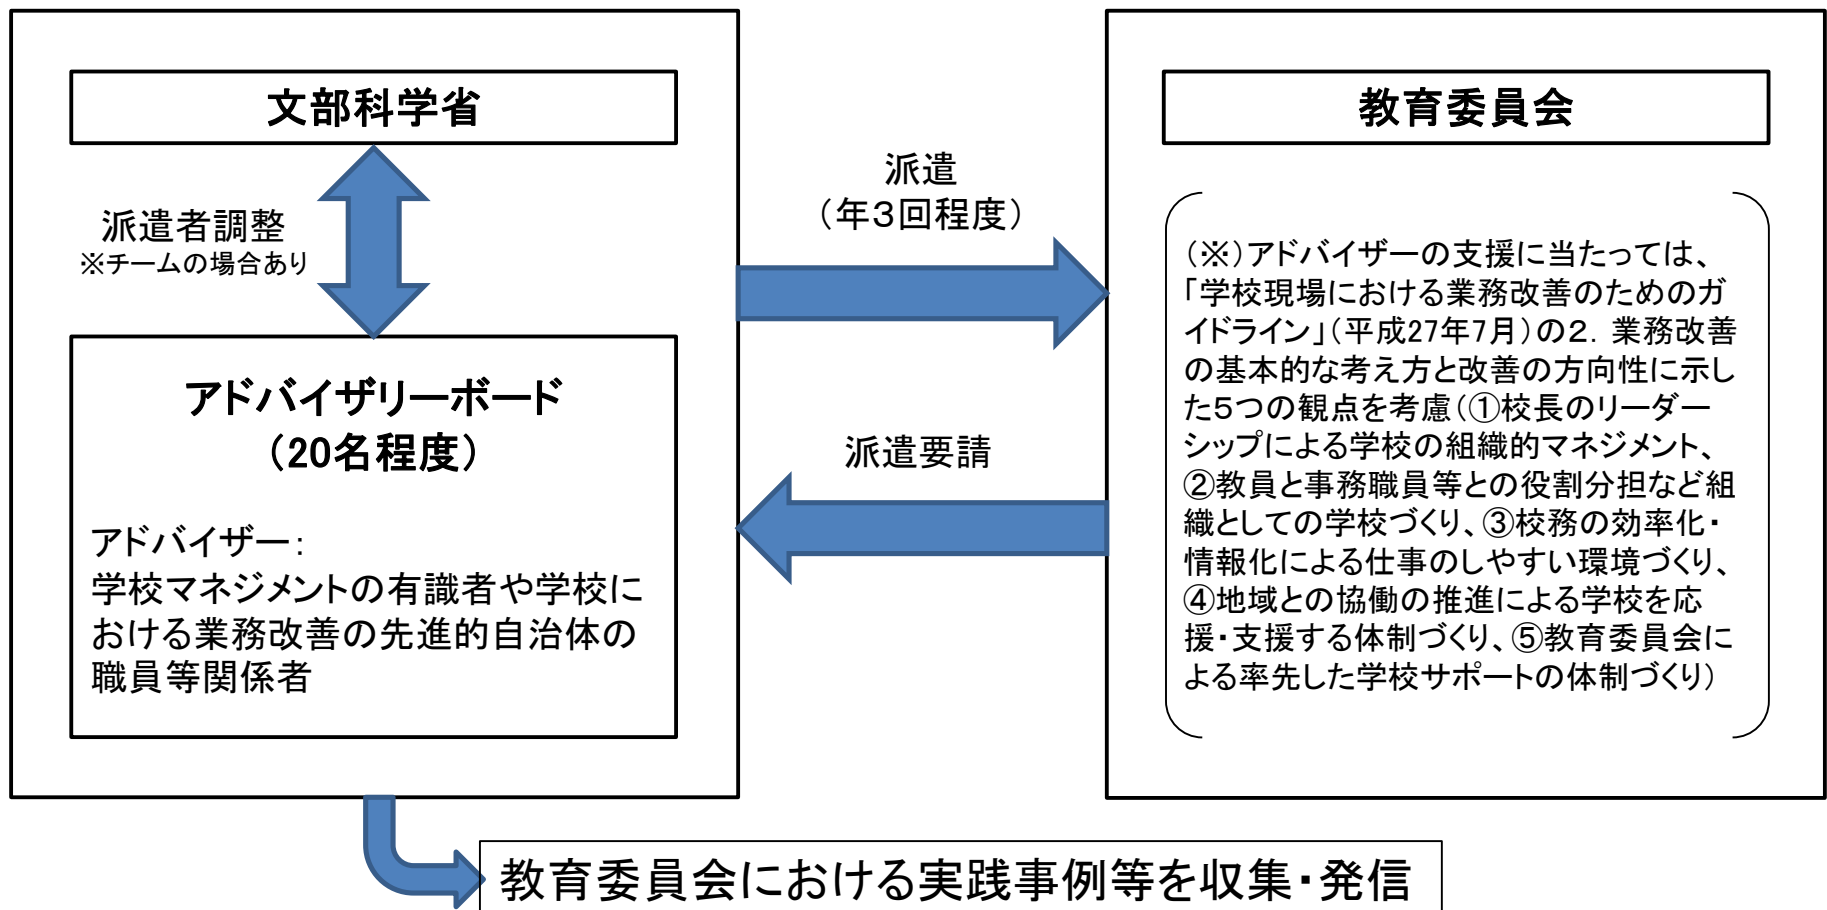 文部科学省
派遣者調整
※チームの場合あり
アドバイザリーボード
（20名程度）
アドバイザー：
学校マネジメントの有識者や学校に
おける業務改善の先進的自治体の
職員等関係者
派遣
（年３回程度）
派遣要請
教育委員会
（※）アドバイザーの支援に当たっては、
「学校現場における業務改善のためのガ
イドライン」（平成27年7月）の２．業務改善
の基本的な考え方と改善の方向性に示し
た５つの観点を考慮（①校長のリーダー
シップによる学校の組織的マネジメント、
②教員と事務職員等との役割分担など組
織としての学校づくり、③校務の効率化・
情報化による仕事のしやすい環境づくり、
④地域との協働の推進による学校を応
援・支援する体制づくり、⑤教育委員会に
よる率先した学校サポートの体制づくり）
教育委員会における実践事例等を収集・発信